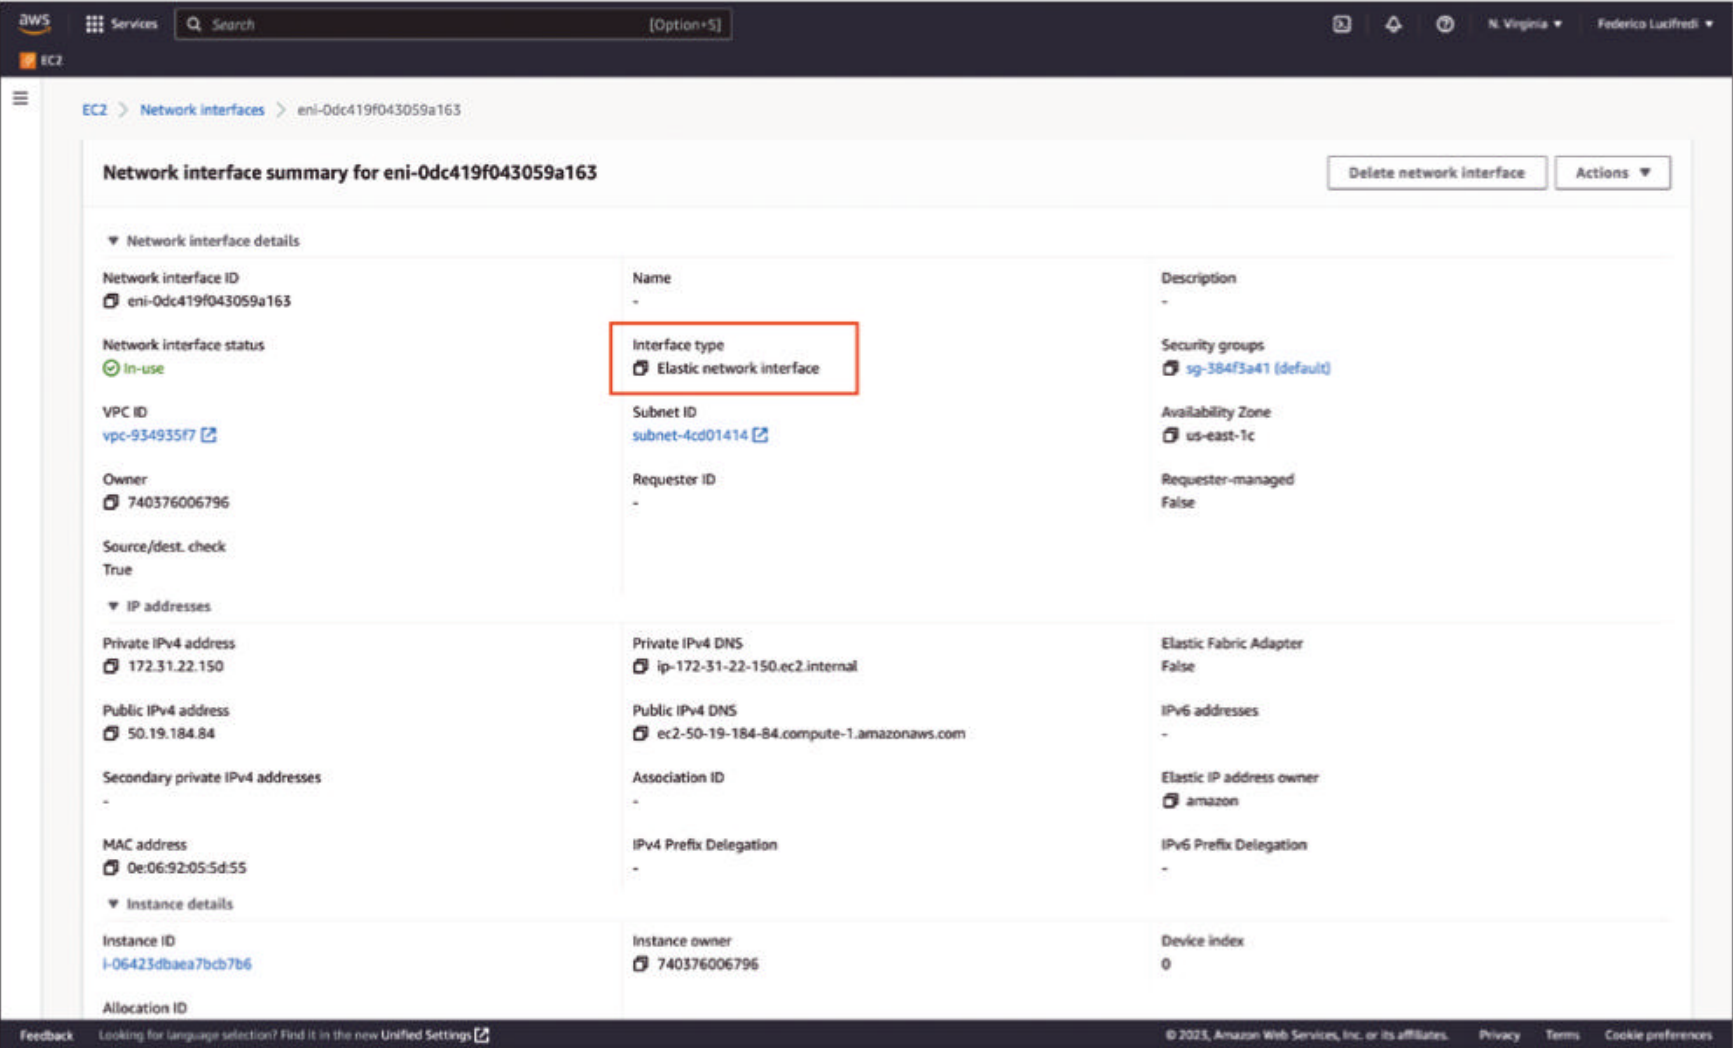 aws
Services
Search
[Option+S]
N. Virginia
Federico Lucifredi
EC2
EC2
Network interfaces
eni-0dc419f043059a163
Network interface summary for eni-0dc419f043059a163
Delete network interface
Actions
Network interface details
Network interface ID
eni-0dc419f043059a163
Name
-
Description
-
Network interface status
In-use
Interface type
Elastic network interface
Security groups
sg-384f3a41 (default)
VPC ID
vpc-934935f7
Subnet ID
subnet-4cd01414
Availability Zone
us-east-1c
Owner
740376006796
Requester ID
-
Requester-managed
False
Source/dest. check
True
IP addresses
Private IPv4 address
172.31.22.150
Private IPv4 DNS
ip-172-31-22-150.ec2.internal
Elastic Fabric Adapter
False
Public IPv4 address
50.19.184.84
Public IPv4 DNS
ec2-50-19-184-84.compute-1.amazonaws.com
IPv6 addresses
-
Secondary private IPv4 addresses
-
Association ID
-
Elastic IP address owner
amazon
MAC address
0e:06:92:05:5d:55
IPv4 Prefix Delegation
-
IPv6 Prefix Delegation
-
Instance details
Instance ID
i-06423dbaea7bcb7b6
Instance owner
740376006796
Device index
0
Allocation ID
Feedback
Looking for language selection? Find it in the new Unified Settings
© 2023, Amazon Web Services, Inc. or its affiliates.
Privacy
Terms
Cookie preferences